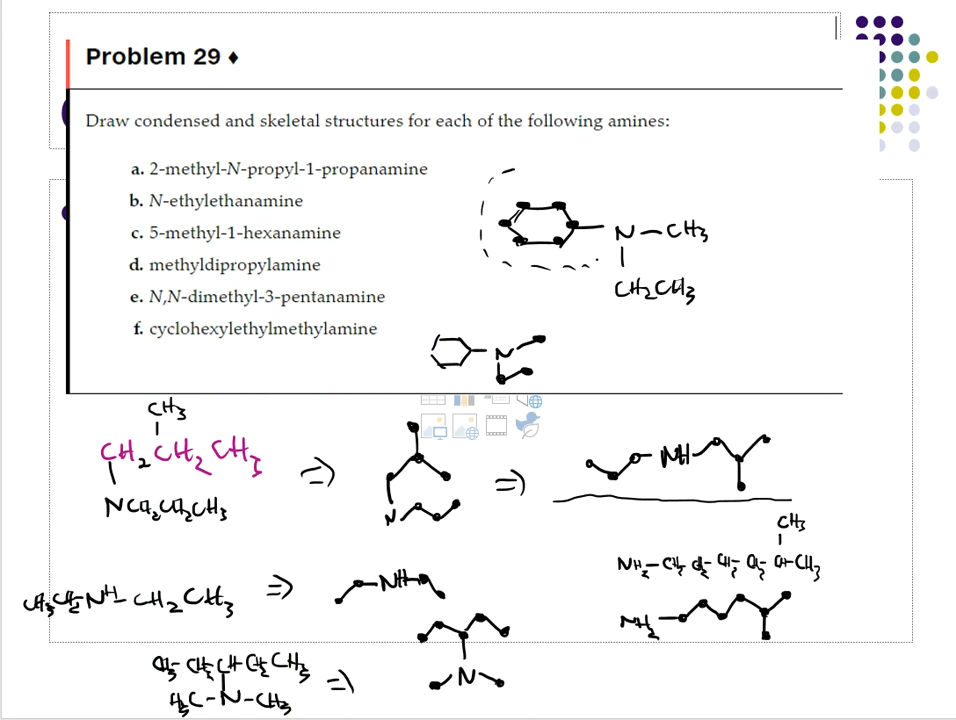 Problem 29 ♦
Draw condensed and skeletal structures for each of the following amines:
a. 2-methyl-N-propyl-1-propanamine
b. N-ethylethanamine
c. 5-methyl-1-hexanamine
d. methyldipropylamine
e. N,N-dimethyl-3-pentanamine
f. cyclohexylethylmethylamine
N-CH3
CH2CH3
N
CH3
CH2CH2CH3
NCH2CH2CH3
N
NH
CH3
NH2-CH2 CH2-CH2-CH2-CH-CH3
CH3CH2-NH-CH2CH3
NH
NH2
CH3-CH2CH CH2CH3
H3C-N-CH3
N